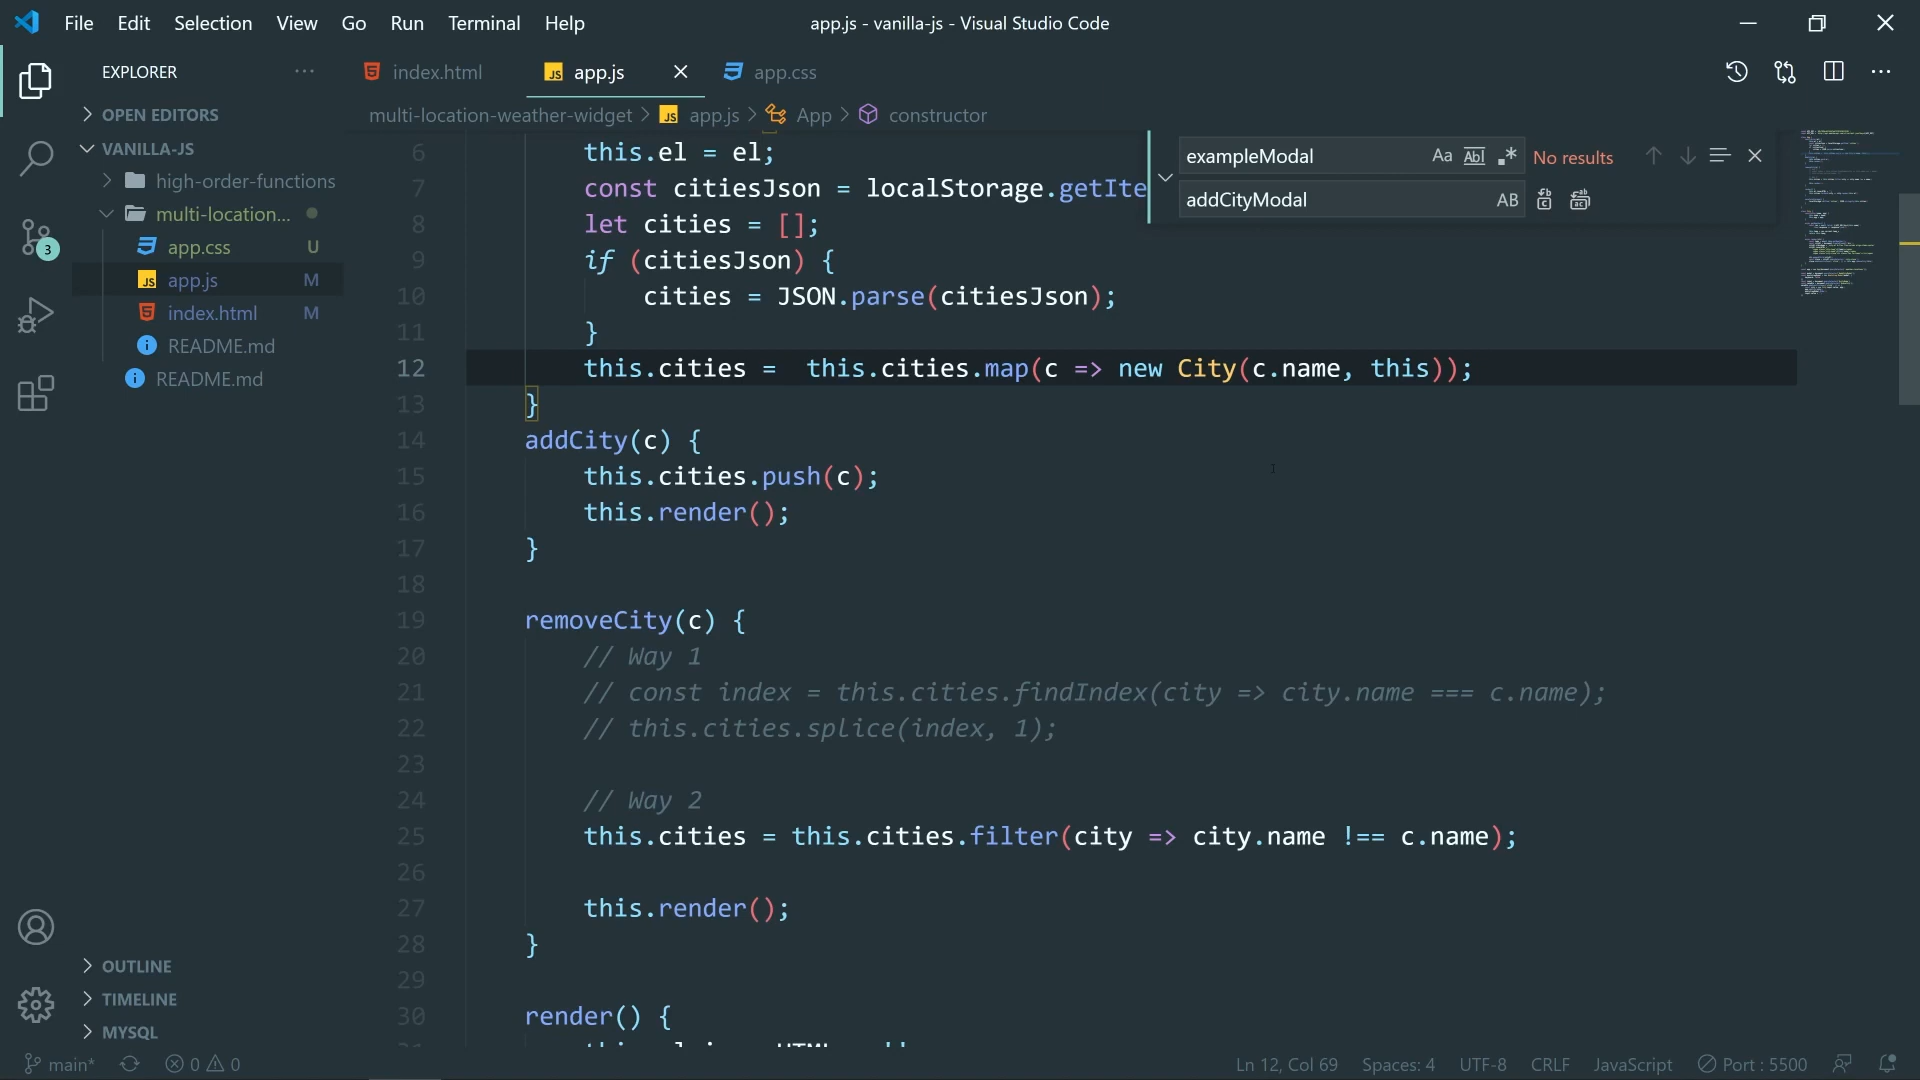 File Edit Selection View Go Run Terminal Help
app.js - vanilla-js - Visual Studio Code
EXPLORER
OPEN EDITORS
VANILLA-JS
high-order-functions
multi-location...
app.css U
app.js M
index.html M
README.md
README.md
OUTLINE
TIMELINE
MYSQL
index.html app.js app.css
multi-location-weather-widget > app.js > App > constructor
exampleModal Aa Abl .* No results
addCityModal AB
6 this.el = el;
7 const citiesJson = localStorage.getIte
8 let cities = [];
9 if (citiesJson) {
10 cities = JSON.parse(citiesJson);
11 }
12 this.cities =  this.cities.map(c => new City(c.name, this));
13 }
14 addCity(c) {
15 this.cities.push(c);
16 this.render();
17 }
18
19 removeCity(c) {
20 // Way 1
21 // const index = this.cities.findIndex(city => city.name === c.name);
22 // this.cities.splice(index, 1);
23
24 // Way 2
25 this.cities = this.cities.filter(city => city.name !== c.name);
26
27 this.render();
28 }
29
30 render() {
3
main* 0 0
Ln 12, Col 69 Spaces: 4 UTF-8 CRLF JavaScript Port : 5500